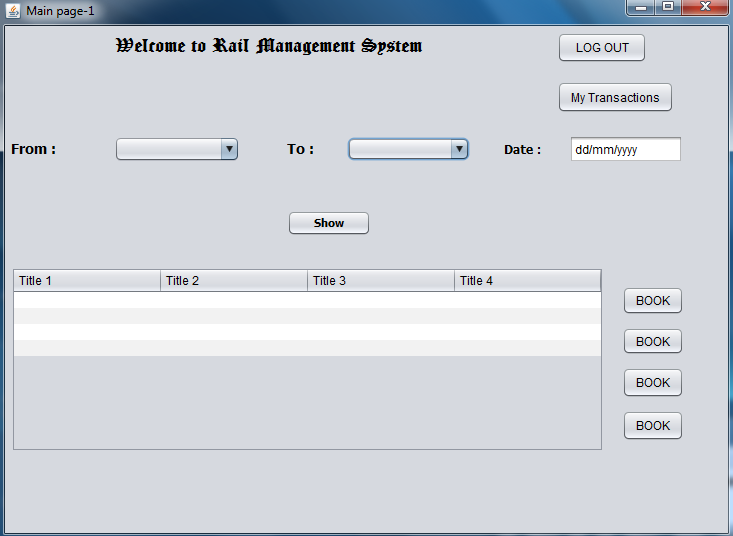 Main page-1
Welcome to Rail Management System
LOG OUT
My Transactions
From :
To :
Date :
dd/mm/yyyy
Show
Title 1 Title 2 Title 3 Title 4
BOOK
BOOK
BOOK
BOOK